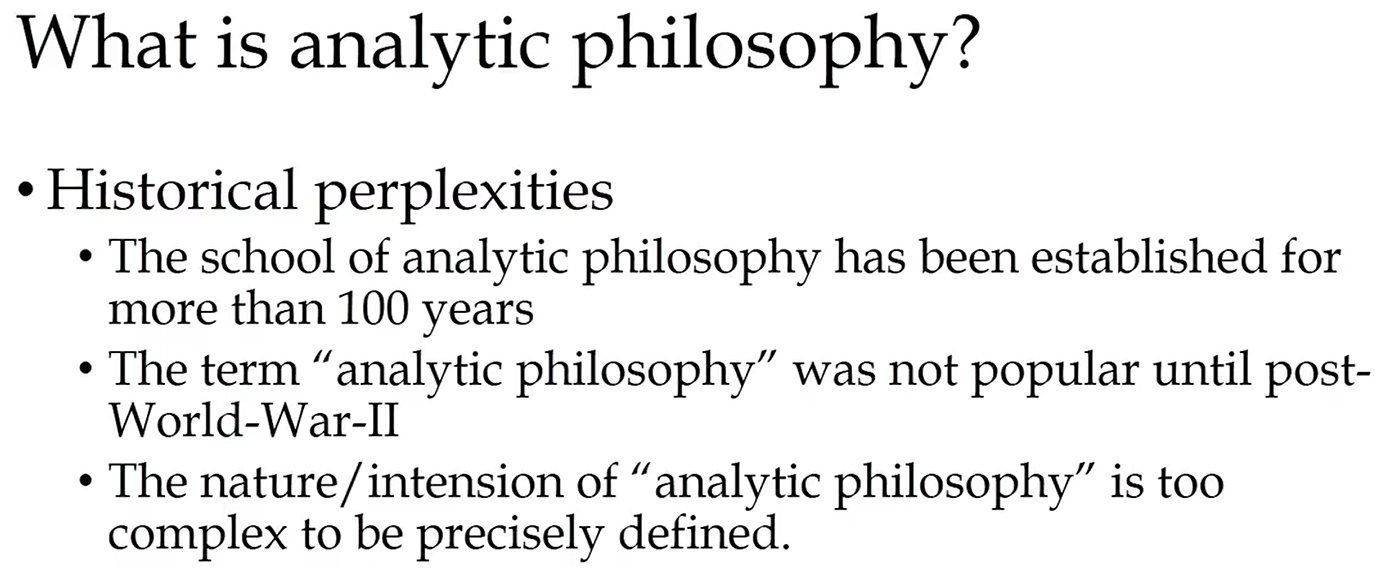 What is analytic philosophy?
• Historical perplexities
• The school of analytic philosophy has been established for
more than 100 years
• The term “analytic philosophy” was not popular until post-
World-War-II
• The nature/intension of “analytic philosophy” is too
complex to be precisely defined.